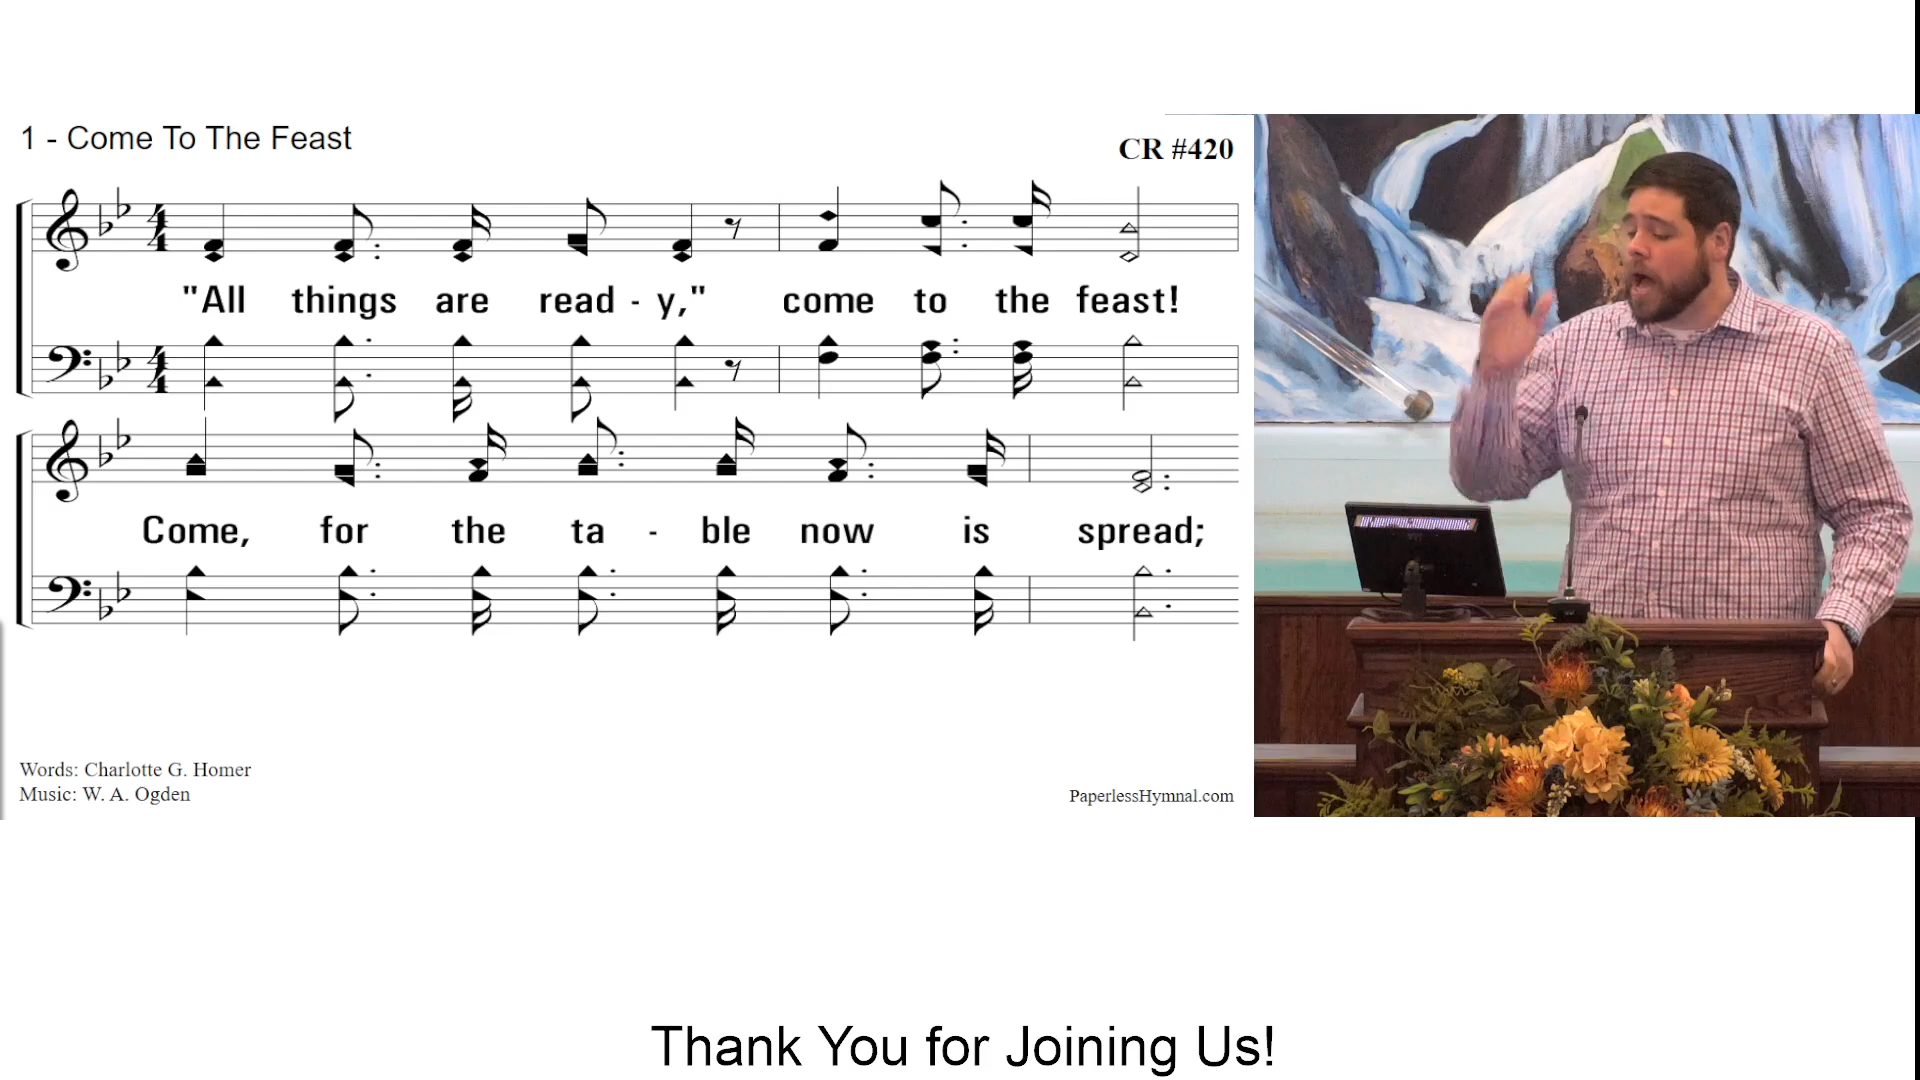 1 - Come To The Feast
CR #420
"All things are read - y," come to the feast!
Come, for the ta - ble now is spread;
Words: Charlotte G. Homer
Music: W. A. Ogden
PaperlessHymnal.com
Thank You for Joining Us!